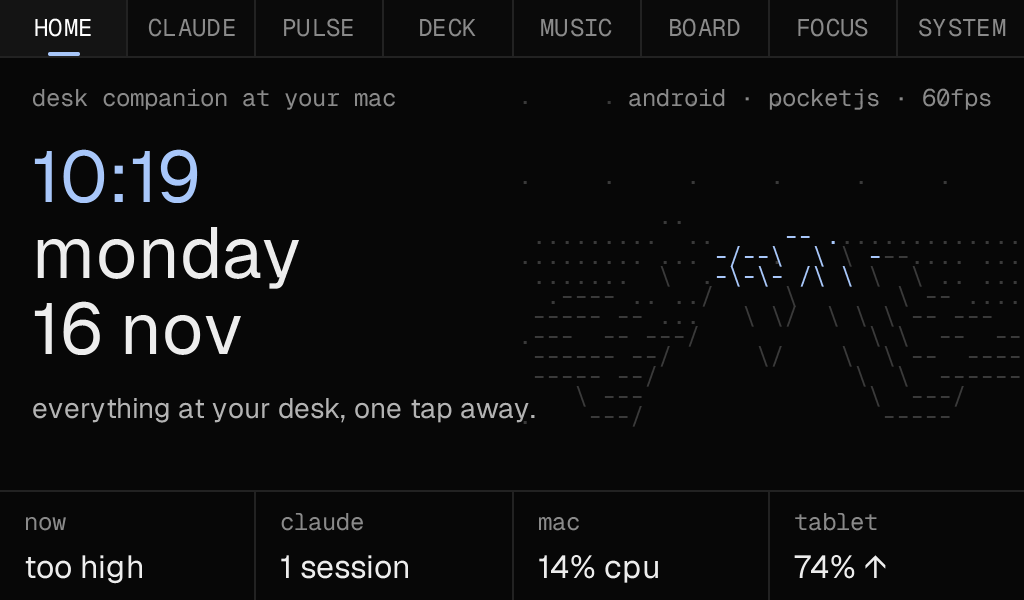 HOME CLAUDE PULSE DECK MUSIC BOARD FOCUS SYSTEM
desk companion at your mac
android · pocketjs · 60fps
10:19
monday
16 nov
everything at your desk, one tap away.
now
too high
claude
1 session
mac
14% cpu
tablet
74% ↑